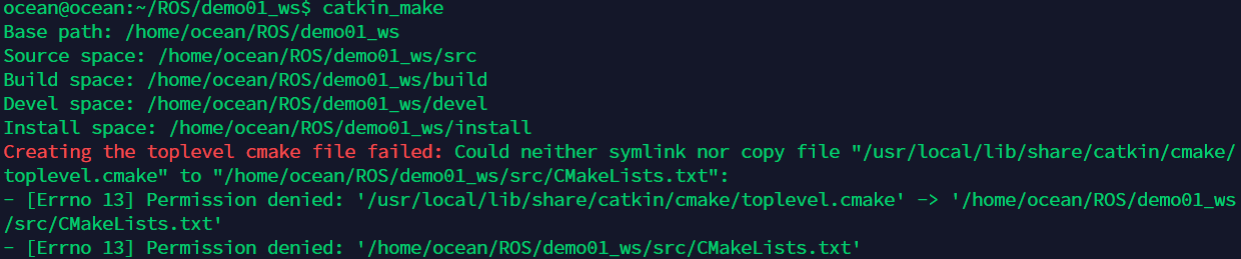 ocean@ocean:~/ROS/demo01_ws$ catkin_make
Base path: /home/ocean/ROS/demo01_ws
Source space: /home/ocean/ROS/demo01_ws/src
Build space: /home/ocean/ROS/demo01_ws/build
Devel space: /home/ocean/ROS/demo01_ws/devel
Install space: /home/ocean/ROS/demo01_ws/install
Creating the toplevel cmake file failed: Could neither symlink nor copy file "/usr/local/lib/share/catkin/cmake/
toplevel.cmake" to "/home/ocean/ROS/demo01_ws/src/CMakeLists.txt":
- [Errno 13] Permission denied: '/usr/local/lib/share/catkin/cmake/toplevel.cmake' -> '/home/ocean/ROS/demo01_ws
/src/CMakeLists.txt'
- [Errno 13] Permission denied: '/home/ocean/ROS/demo01_ws/src/CMakeLists.txt'